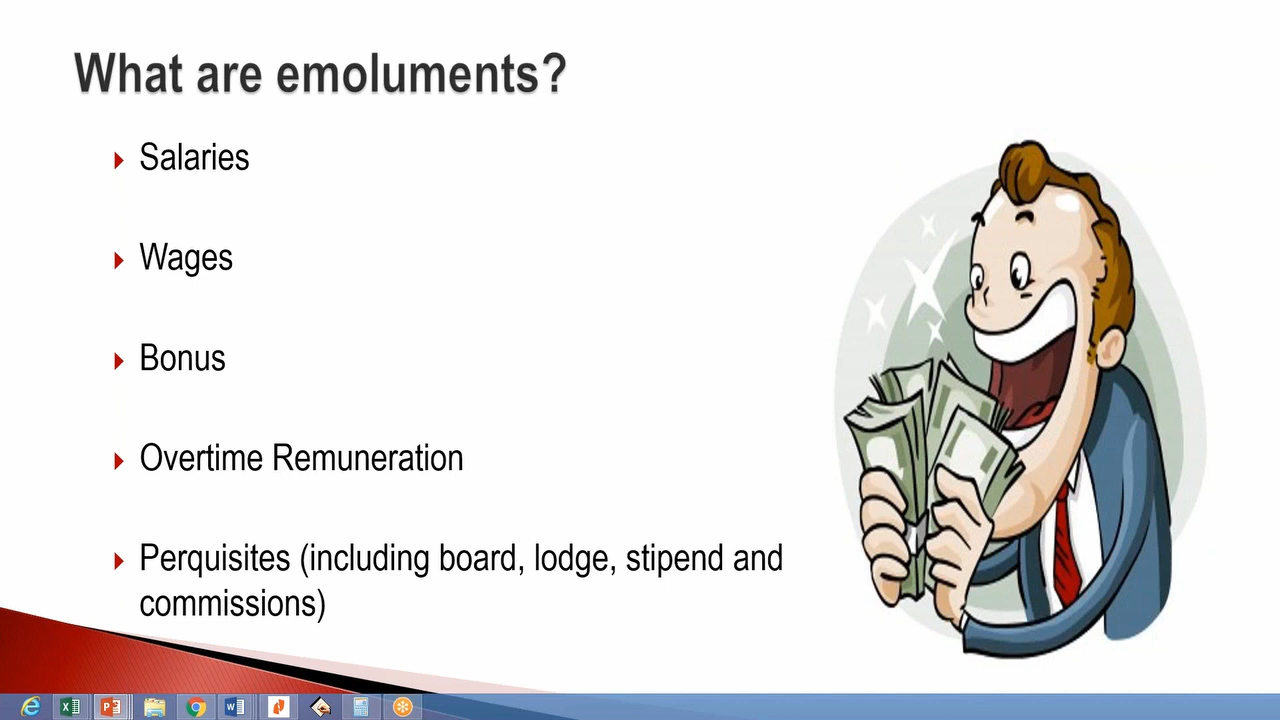 What are emoluments?
Salaries
Wages
Bonus
Overtime Remuneration
Perquisites (including board, lodge, stipend and
commissions)